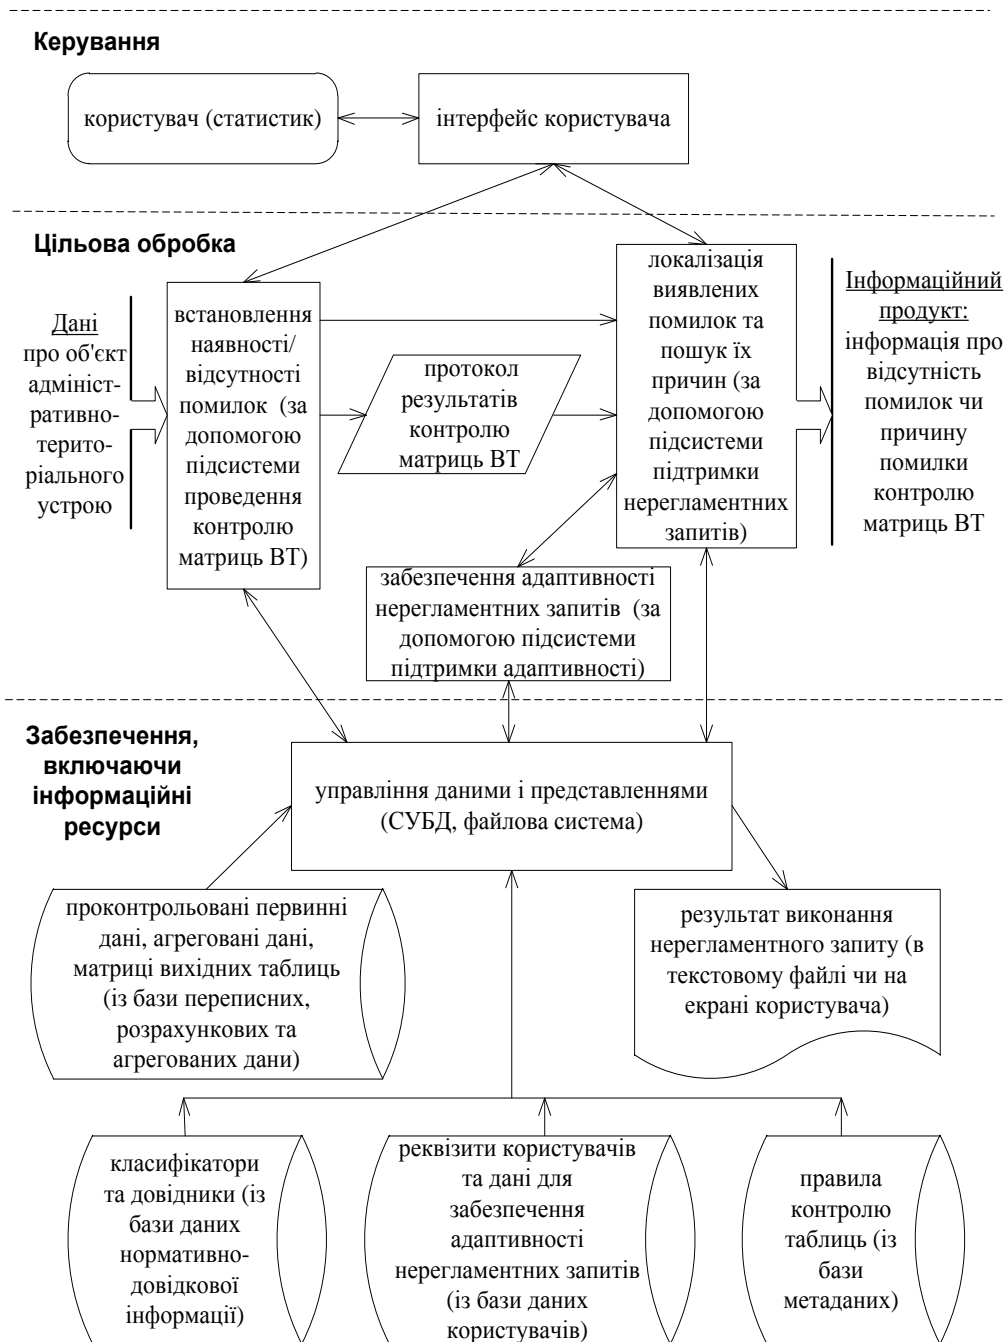 Керування
користувач (статистик)
інтерфейс користувача
Цільова обробка
Дані
про об'єкт
адмініст-
ративно-
терито-
ріального
устрою
встановлення
наявності/
відсутності
помилок (за
допомогою
підсистеми
проведення
контролю
матриць ВТ)
протокол
результатів
контролю
матриць ВТ
локалізація
виявлених
помилок та
пошук їх
причин (за
допомогою
підсистеми
підтримки
нерегламентних
запитів)
Інформаційний
продукт:
інформація про
відсутність
помилок чи
причину
помилки
контролю
матриць ВТ
забезпечення адаптивності
нерегламентних запитів (за
допомогою підсистеми
підтримки адаптивності)
Забезпечення,
включаючи
інформаційні
ресурси
управління даними і представленнями
(СУБД, файлова система)
проконтрольовані первинні
дані, агреговані дані,
матриці вихідних таблиць
(із бази переписних,
розрахункових та
агрегованих дани)
результат виконання
нерегламентного запиту (в
текстовому файлі чи на
екрані користувача)
класифікатори
та довідники (із
бази даних
нормативно-
довідкової
інформації)
реквізити користувачів
та дані для
забезпечення
адаптивності
нерегламентних запитів
(із бази даних
користувачів)
правила
контролю
таблиць (із
бази
метаданих)